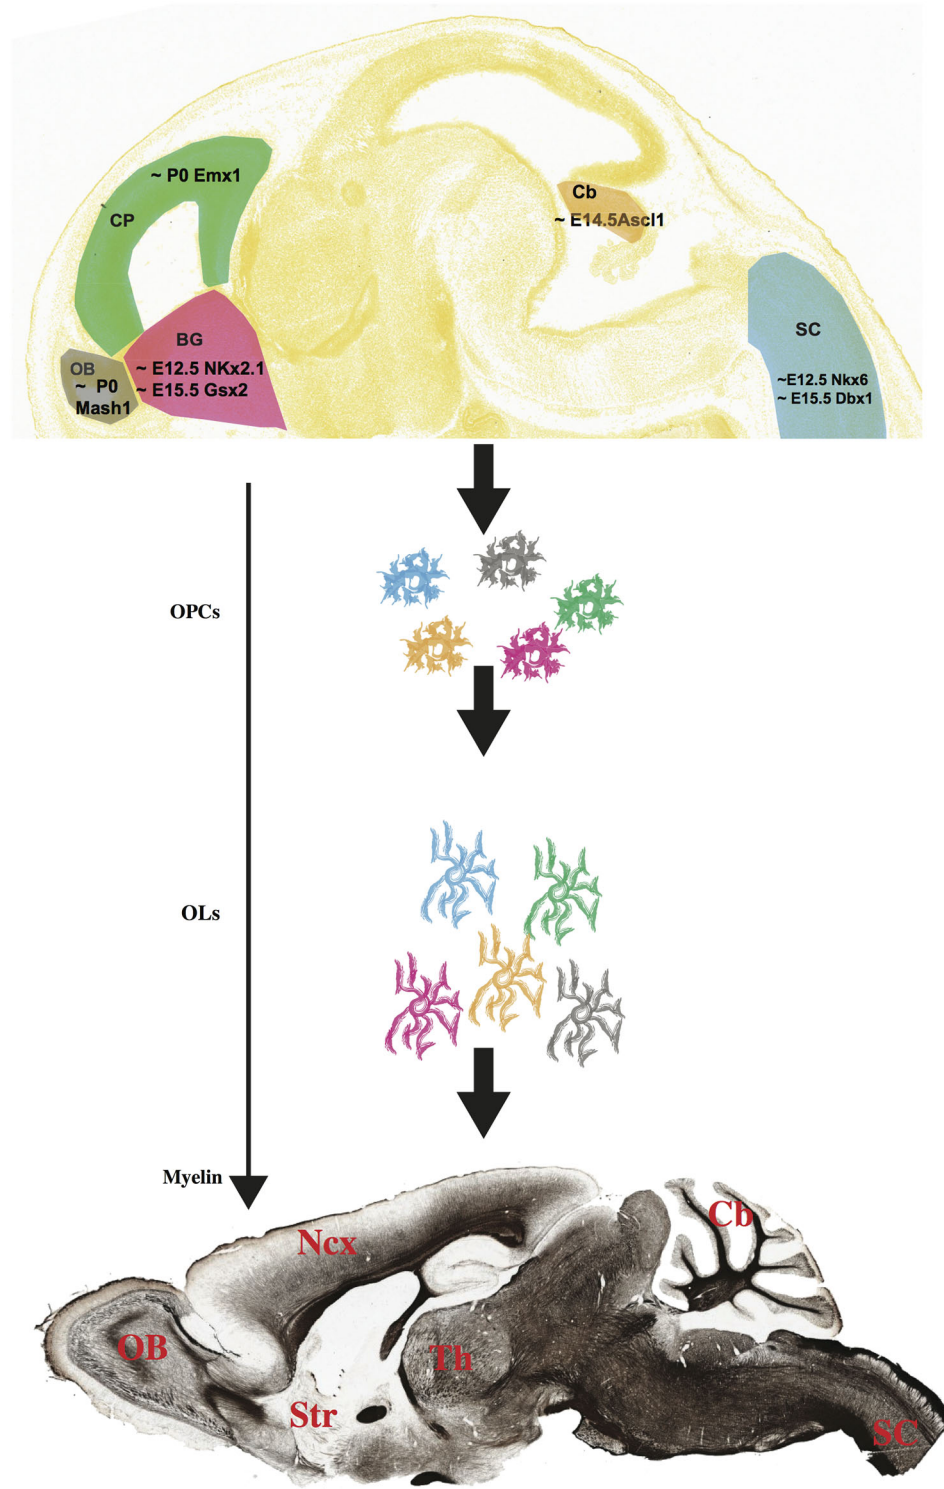 ~ P0 Emx1
CP
Cb
~ E14.5Ascl1
SC
~E12.5 Nkx6
~ E15.5 Dbx1
BG
~ E12.5 NKx2.1
~ E15.5 Gsx2
OB
~ P0
Mash1
OPCs
OLs
Myelin
Ncx
Cb
OB
Th
Str
SC